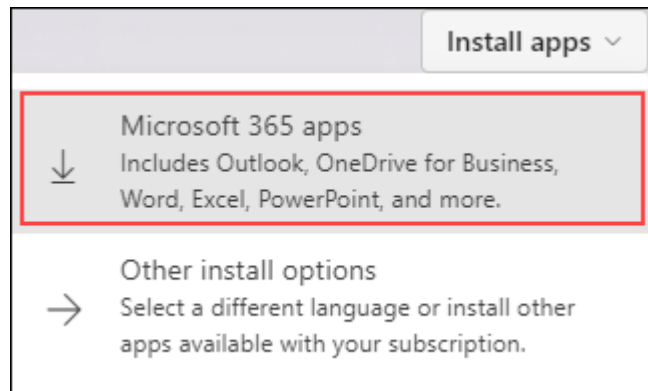 Install apps
Microsoft 365 apps
Includes Outlook, OneDrive for Business,
Word, Excel, PowerPoint, and more.
Other install options
Select a different language or install other
apps available with your subscription.